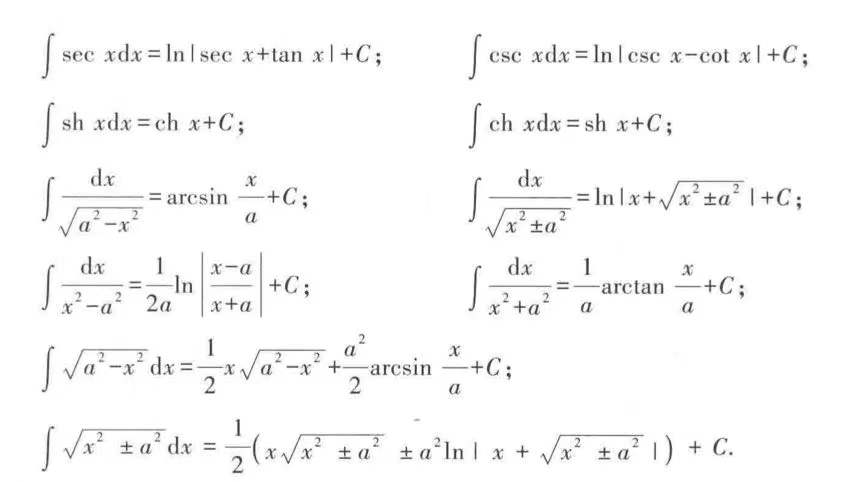 ∫ sec xdx = ln|sec x+tan x|+C; ∫ csc xdx = ln|csc x-cot x|+C;
∫ sh xdx = ch x+C; ∫ ch xdx = sh x+C;
∫ dx/√(a²-x²) = arcsin x/a +C; ∫ dx/√(x²±a²) = ln|x+√(x²±a²)|+C;
∫ dx/(x²-a²) = 1/(2a) ln|(x-a)/(x+a)| +C; ∫ dx/(x²+a²) = 1/a arctan x/a +C;
∫ √(a²-x²) dx = 1/2 x√(a²-x²) + a²/2 arcsin x/a +C;
∫ √(x² ±a²) dx = 1/2 (x√(x² ±a²) ±a²ln| x + √(x² ±a²) |) + C.